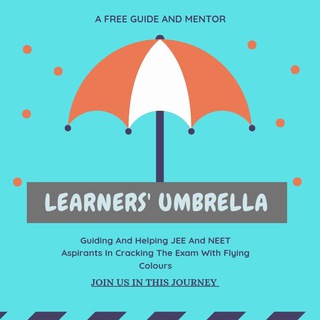 A FREE GUIDE AND MENTOR
LEARNERS' UMBRELLA
Guiding And Helping JEE And NEET
Aspirants In Cracking The Exam With Flying
Colours
JOIN US IN THIS JOURNEY